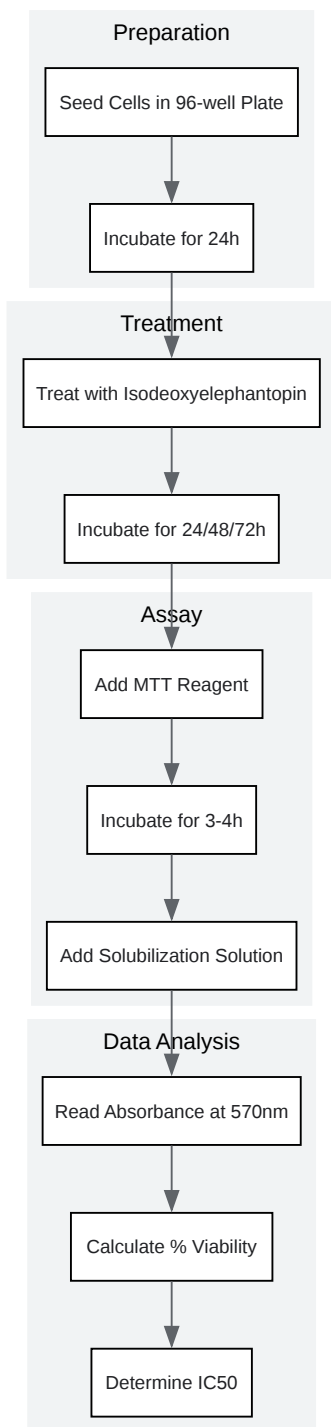 Preparation
Seed Cells in 96-well Plate
Incubate for 24h
Treatment
Treat with Isodeoxyelephantopin
Incubate for 24/48/72h
Assay
Add MTT Reagent
Incubate for 3-4h
Add Solubilization Solution
Data Analysis
Read Absorbance at 570nm
Calculate % Viability
Determine IC50